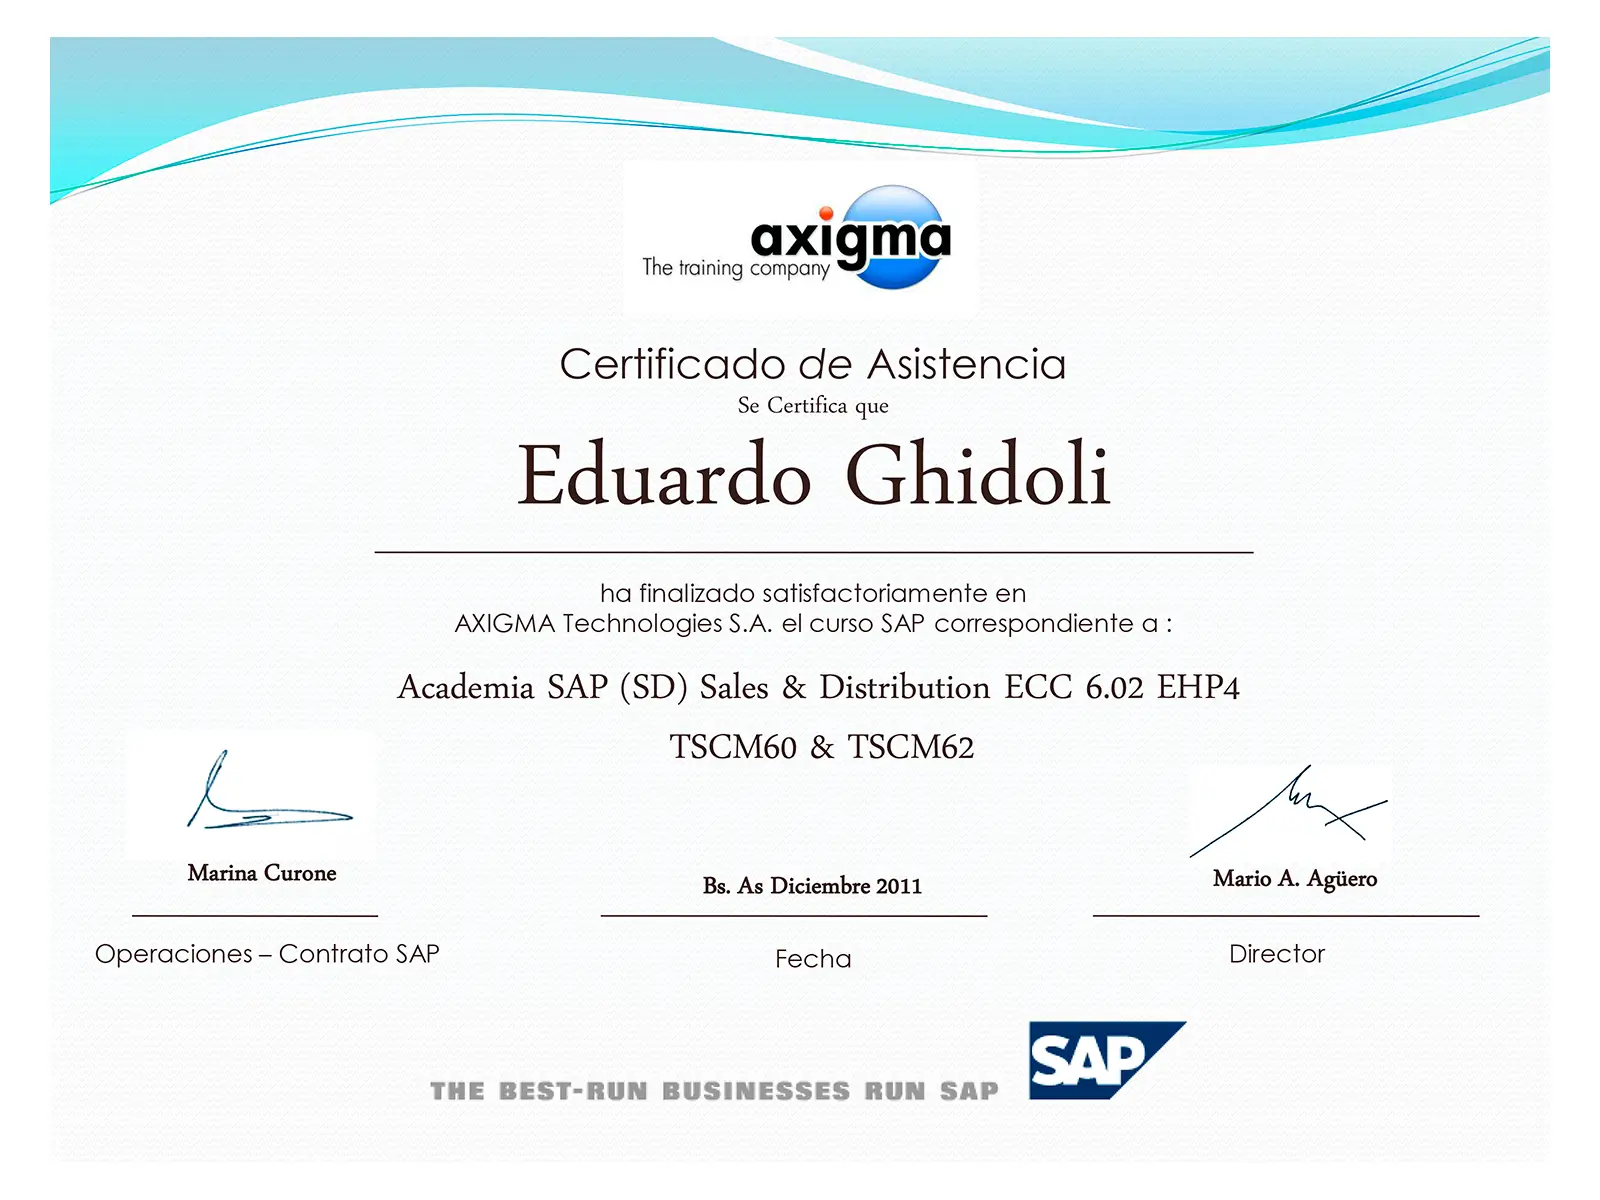 axigma
The training company
Certificado de Asistencia
Se Certifica que
Eduardo Ghidoli
ha finalizado satisfactoriamente en
AXIGMA Technologies S.A. el curso SAP correspondiente a :
Academia SAP (SD) Sales & Distribution ECC 6.02 EHP4
TSCM60 & TSCM62
Marina Curone
Bs. As Diciembre 2011
Mario A. Agüero
Operaciones – Contrato SAP
Fecha
Director
THE BEST-RUN BUSINESSES RUN SAP
SAP